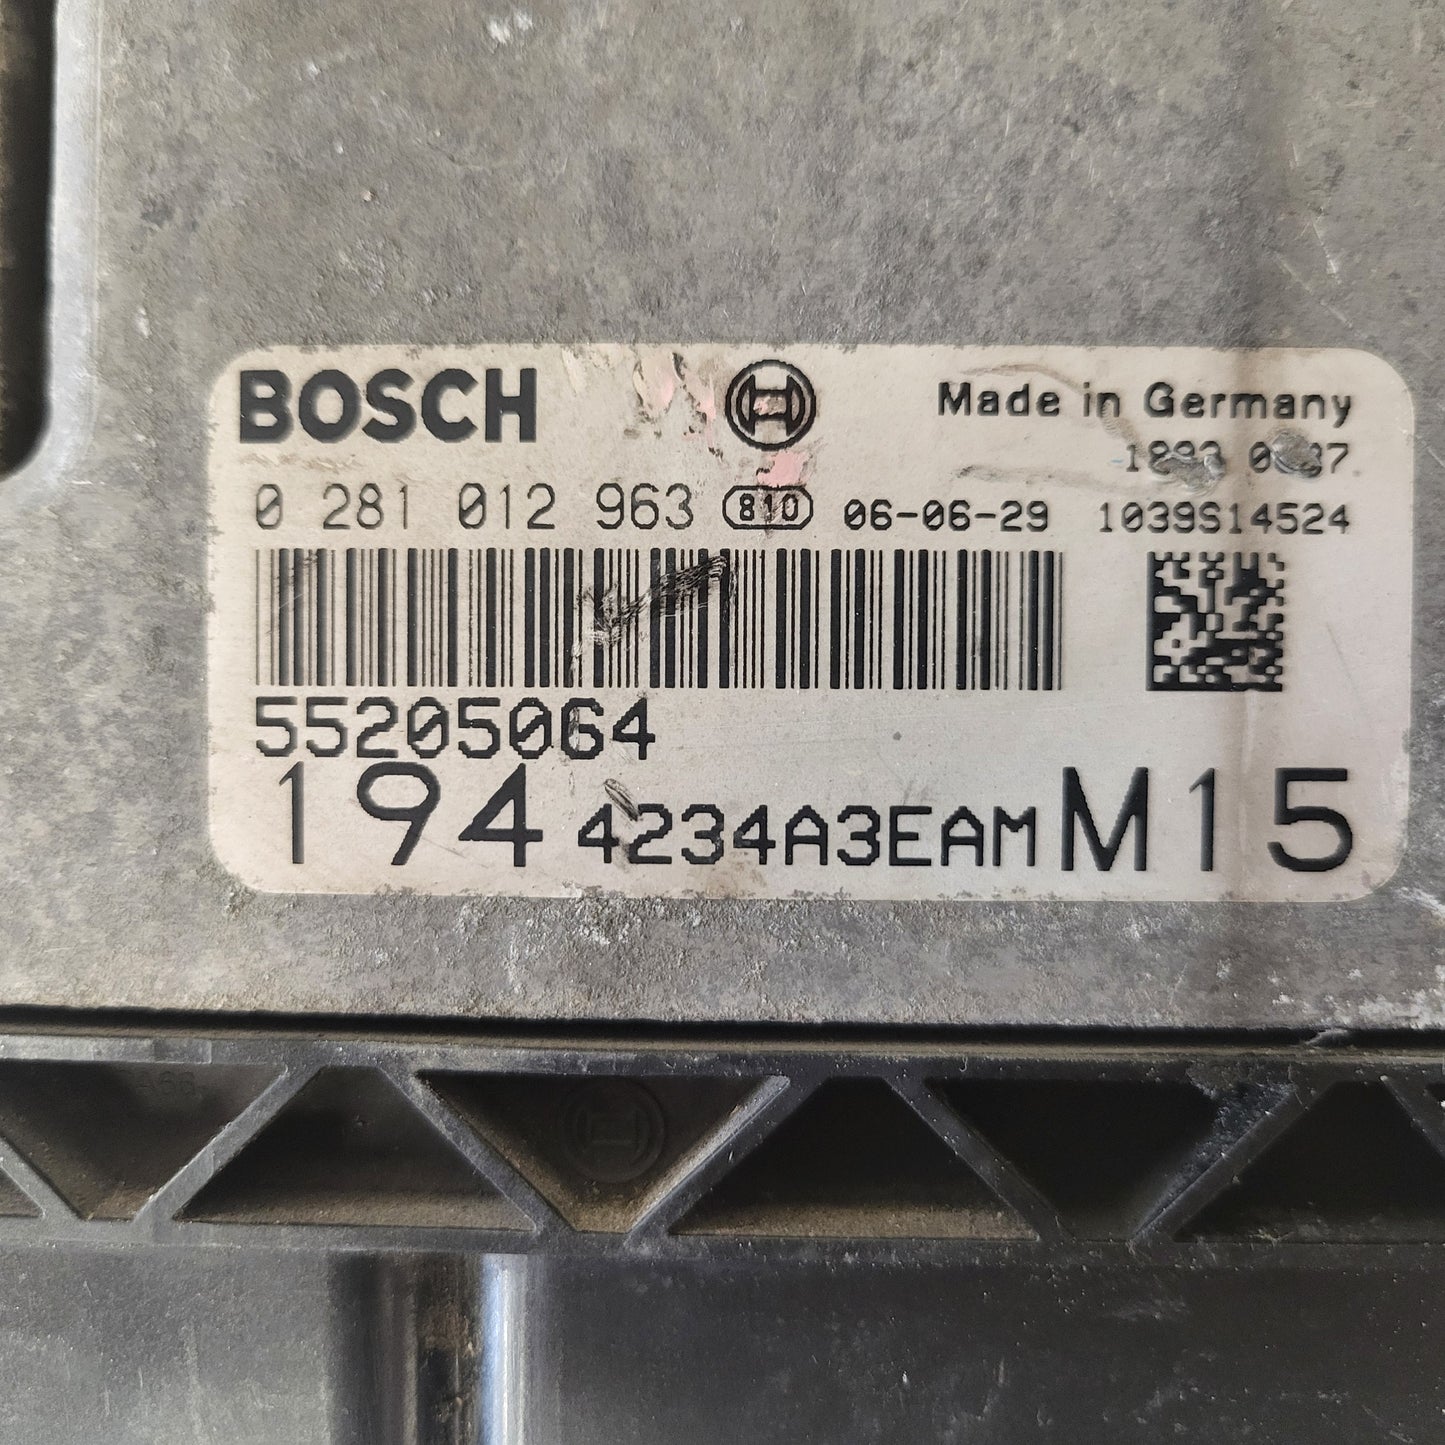 BOSCH Made in Germany
0 281 012 963 810 06-06-29 1039S14524
55205064
194 4234A3EAM M15